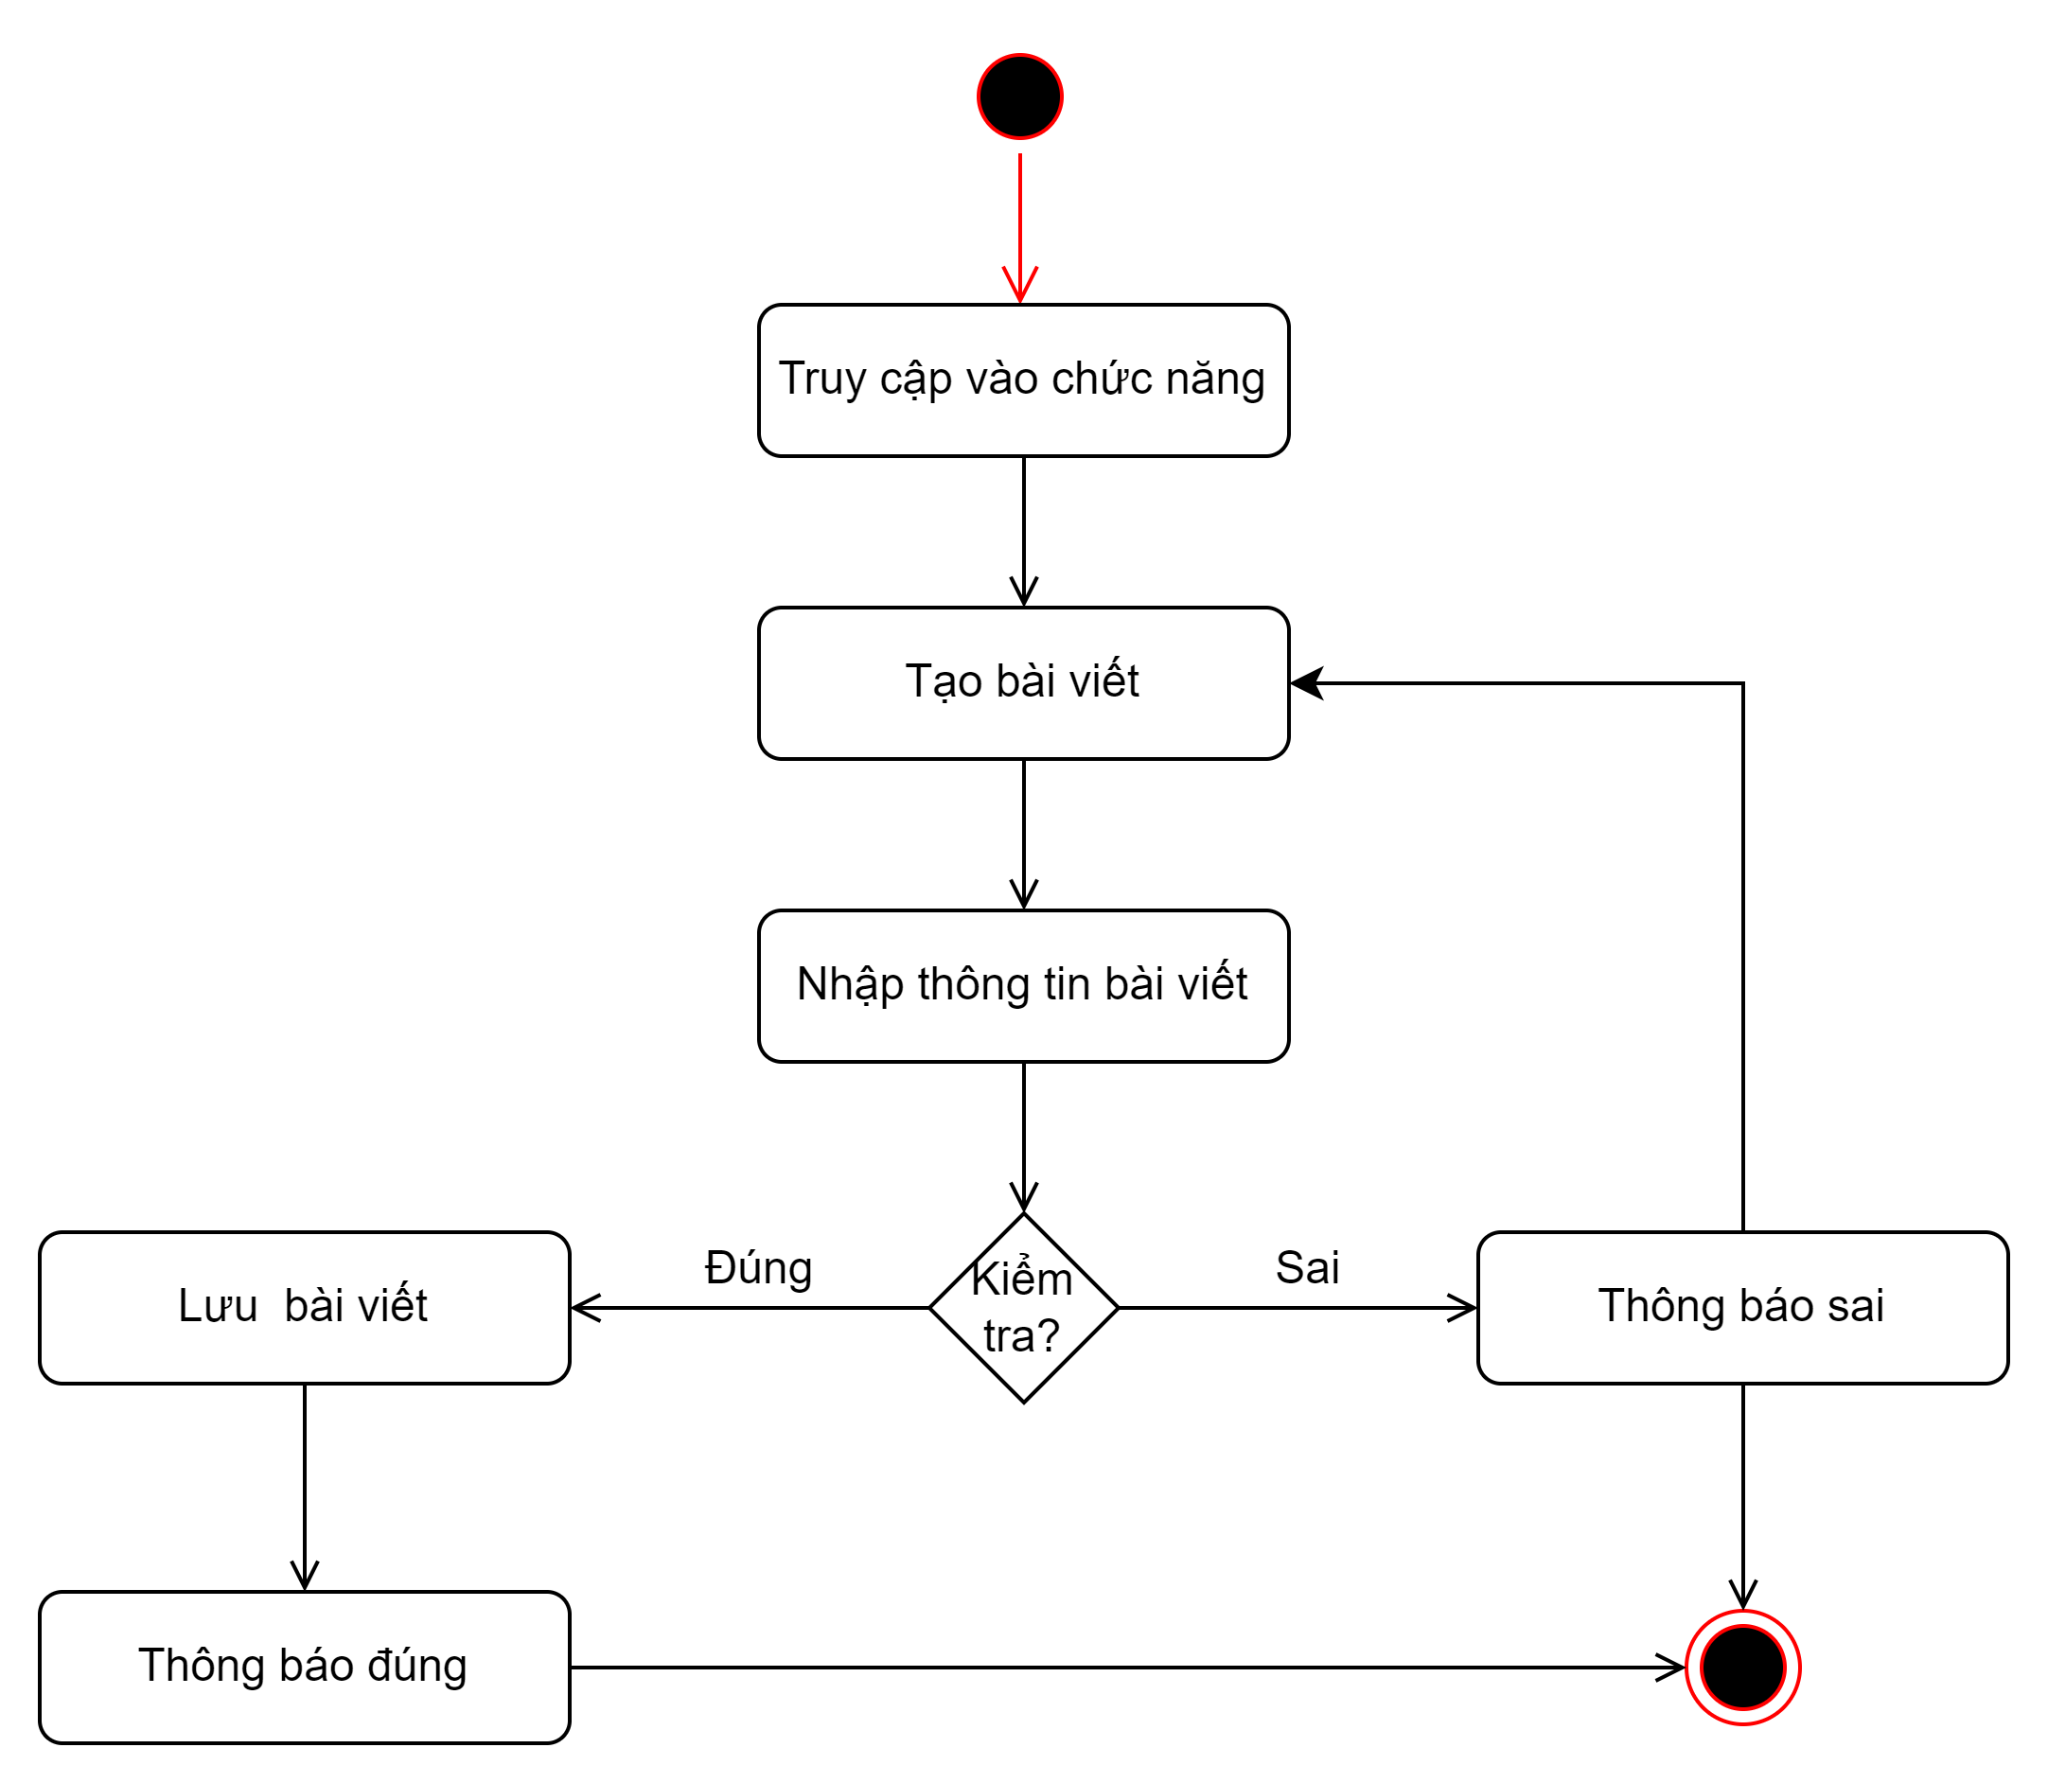 Truy cập vào chức năng
Tạo bài viết
Nhập thông tin bài viết
Đúng
Kiểm
tra?
Sai
Lưu  bài viết
Thông báo sai
Thông báo đúng